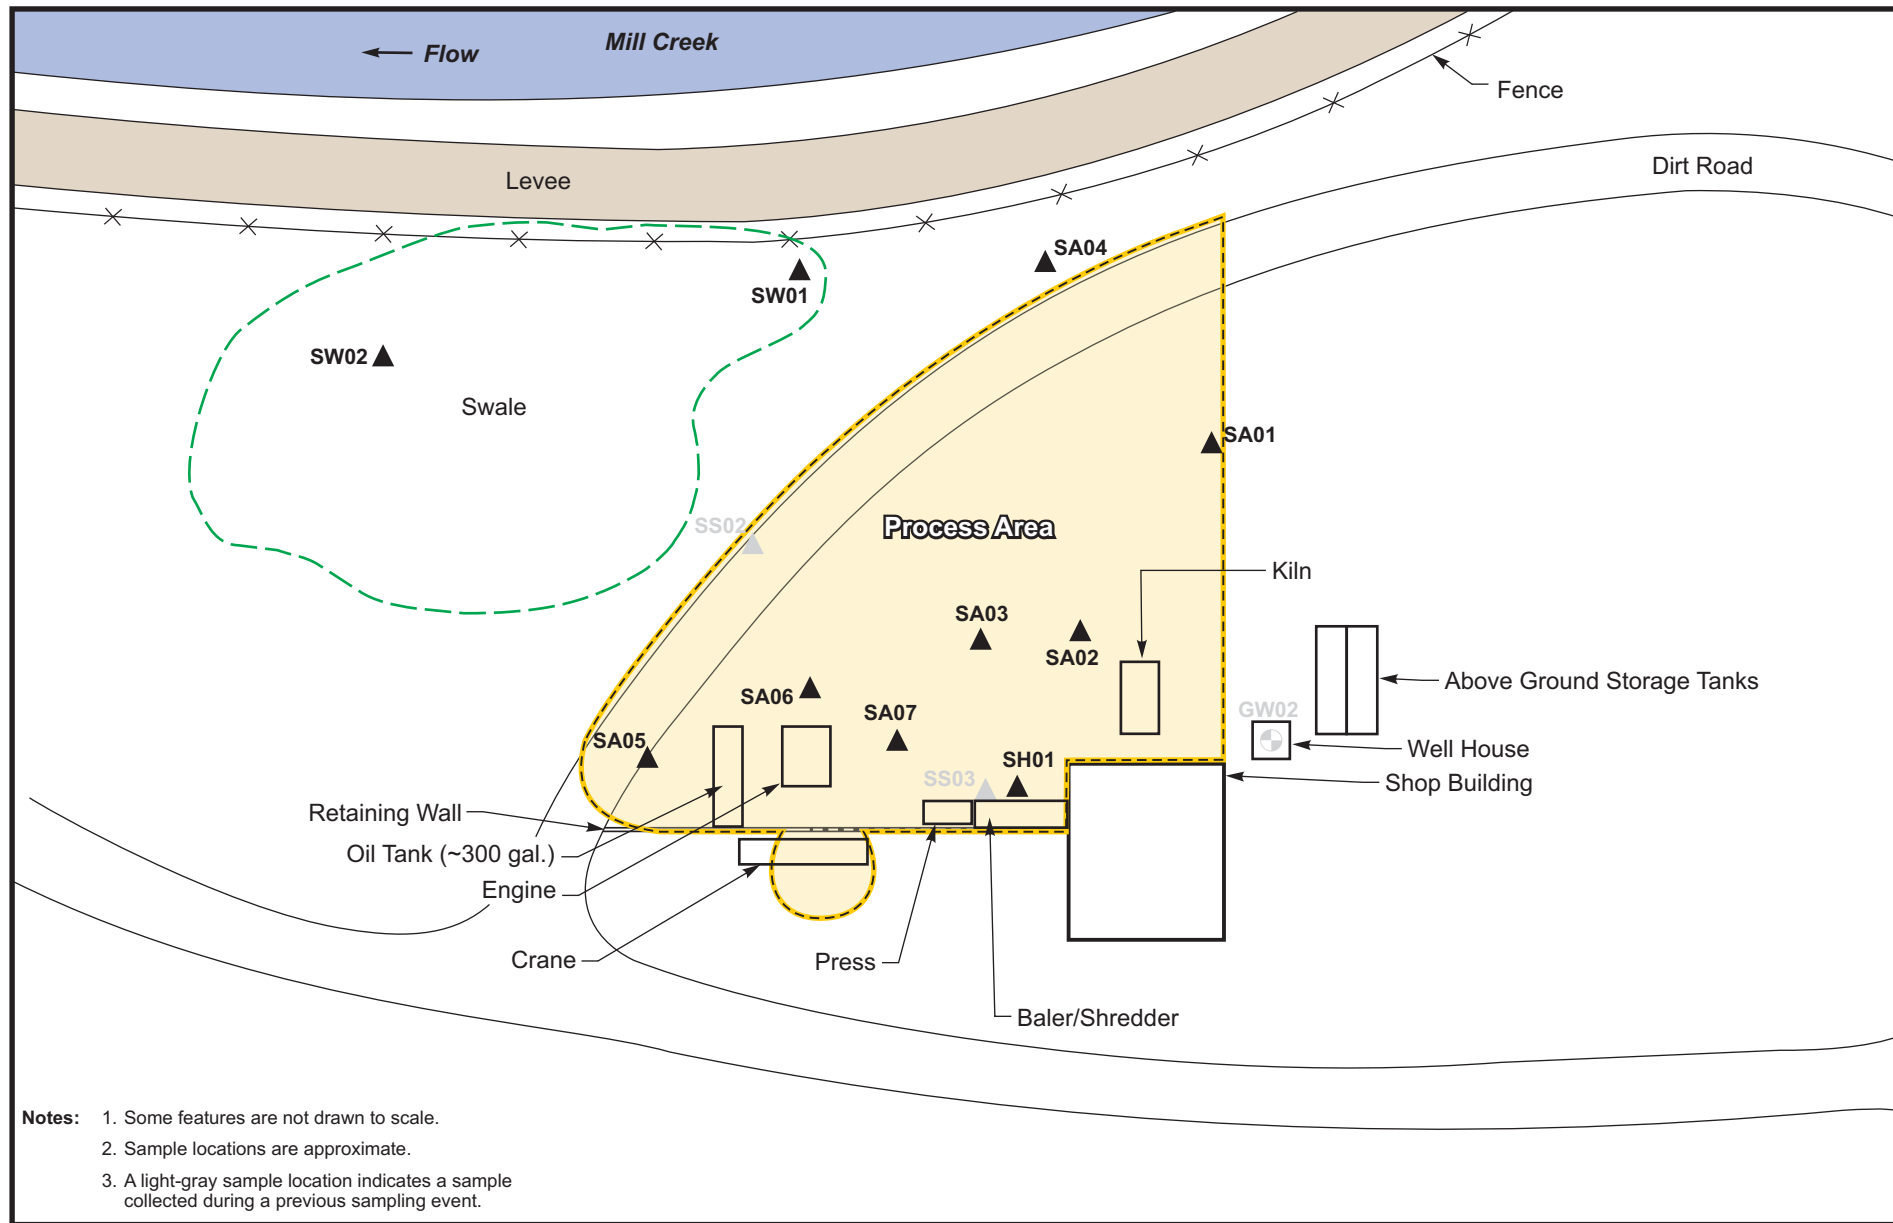 Mill Creek
Flow
Fence
Dirt Road
Levee
SA04
SW01
SW02
Swale
SA01
SS02
Process Area
Kiln
SA03
SA02
SA06
Above Ground Storage Tanks
GW02
SA07
SA05
Well House
SH01
SS03
Shop Building
Retaining Wall
Oil Tank (~300 gal.)
Engine
Crane
Press
Baler/Shredder
Notes: 1. Some features are not drawn to scale.
2. Sample locations are approximate.
3. A light-gray sample location indicates a sample
collected during a previous sampling event.